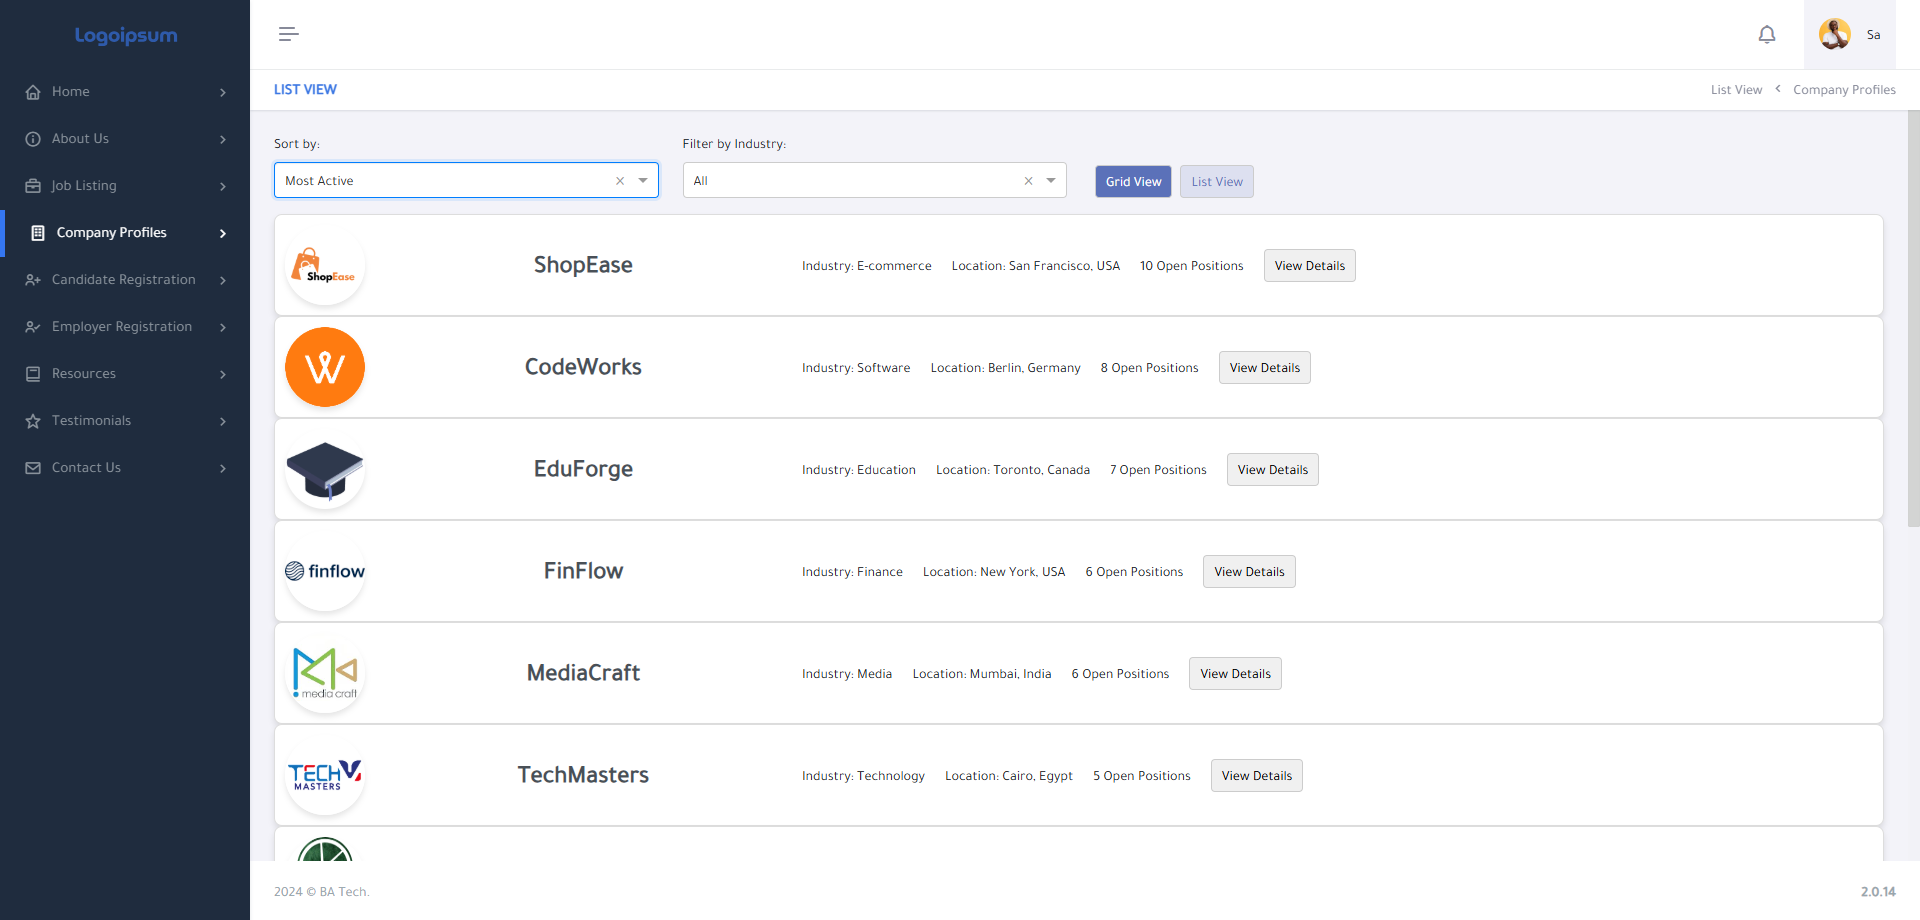 Logoipsum
Home
About Us
Job Listing
Company Profiles
Candidate Registration
Employer Registration
Resources
Testimonials
Contact Us
Sa
LIST VIEW
List View Company Profiles
Sort by:
Most Active
Filter by Industry:
All
Grid View
List View
ShopEase
ShopEase
Industry: E-commerce Location: San Francisco, USA 10 Open Positions View Details
W
CodeWorks
Industry: Software Location: Berlin, Germany 8 Open Positions View Details
EduForge
Industry: Education Location: Toronto, Canada 7 Open Positions View Details
finflow
FinFlow
Industry: Finance Location: New York, USA 6 Open Positions View Details
media craft
MediaCraft
Industry: Media Location: Mumbai, India 6 Open Positions View Details
TECH
MASTERS
TechMasters
Industry: Technology Location: Cairo, Egypt 5 Open Positions View Details
2024 © BA Tech.
2.0.14